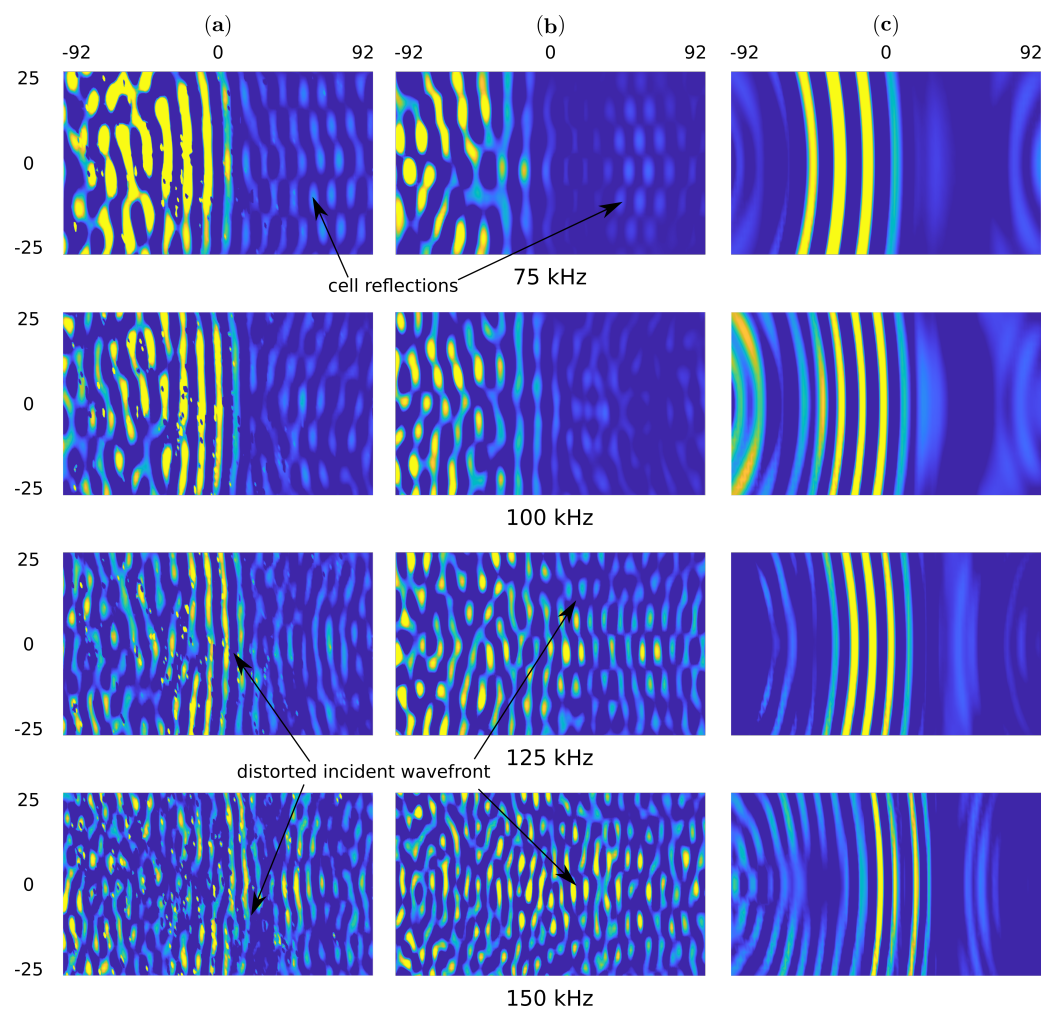 (a) (b) (c)
-92 0 92 -92 0 92 -92 0 92
25
0
-25
cell reflections
75 kHz
25
0
-25
100 kHz
25
0
-25
125 kHz
distorted incident wavefront
25
0
-25
150 kHz